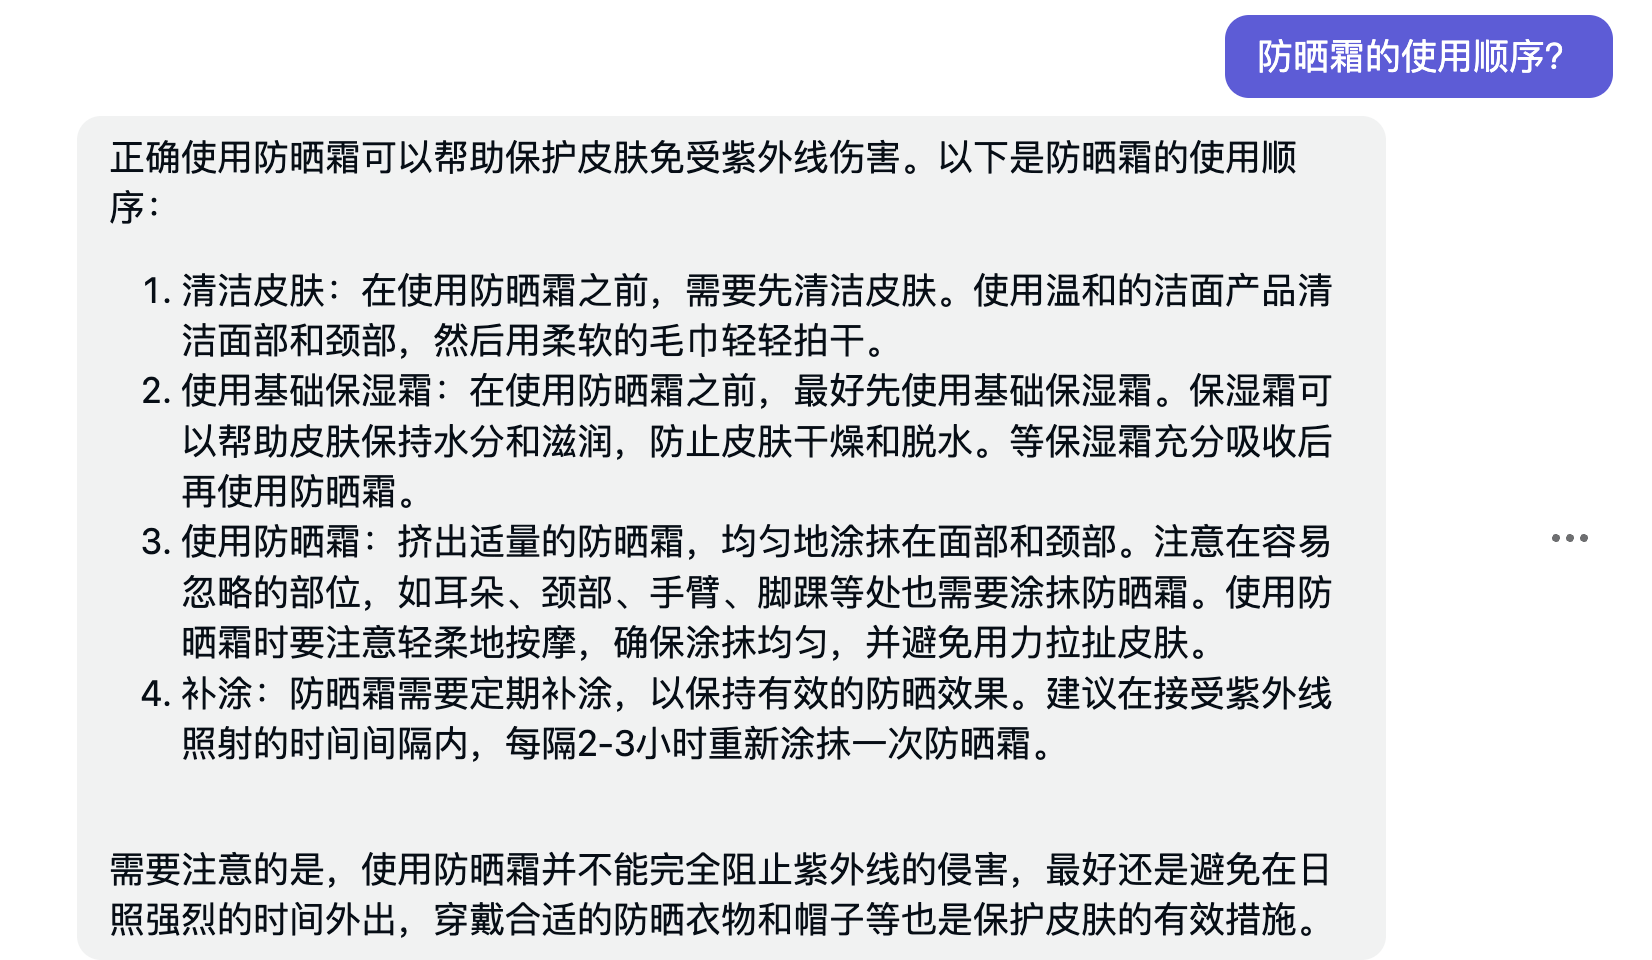 防晒霜的使用顺序?
正确使用防晒霜可以帮助保护皮肤免受紫外线伤害。以下是防晒霜的使用顺
序：
1. 清洁皮肤：在使用防晒霜之前，需要先清洁皮肤。使用温和的洁面产品清
洁面部和颈部，然后用柔软的毛巾轻轻拍干。
2. 使用基础保湿霜：在使用防晒霜之前，最好先使用基础保湿霜。保湿霜可
以帮助皮肤保持水分和滋润，防止皮肤干燥和脱水。等保湿霜充分吸收后
再使用防晒霜。
3. 使用防晒霜：挤出适量的防晒霜，均匀地涂抹在面部和颈部。注意在容易
忽略的部位，如耳朵、颈部、手臂、脚踝等处也需要涂抹防晒霜。使用防
晒霜时要注意轻柔地按摩，确保涂抹均匀，并避免用力拉扯皮肤。
4. 补涂：防晒霜需要定期补涂，以保持有效的防晒效果。建议在接受紫外线
照射的时间间隔内，每隔2-3小时重新涂抹一次防晒霜。
需要注意的是，使用防晒霜并不能完全阻止紫外线的侵害，最好还是避免在日
照强烈的时间外出，穿戴合适的防晒衣物和帽子等也是保护皮肤的有效措施。